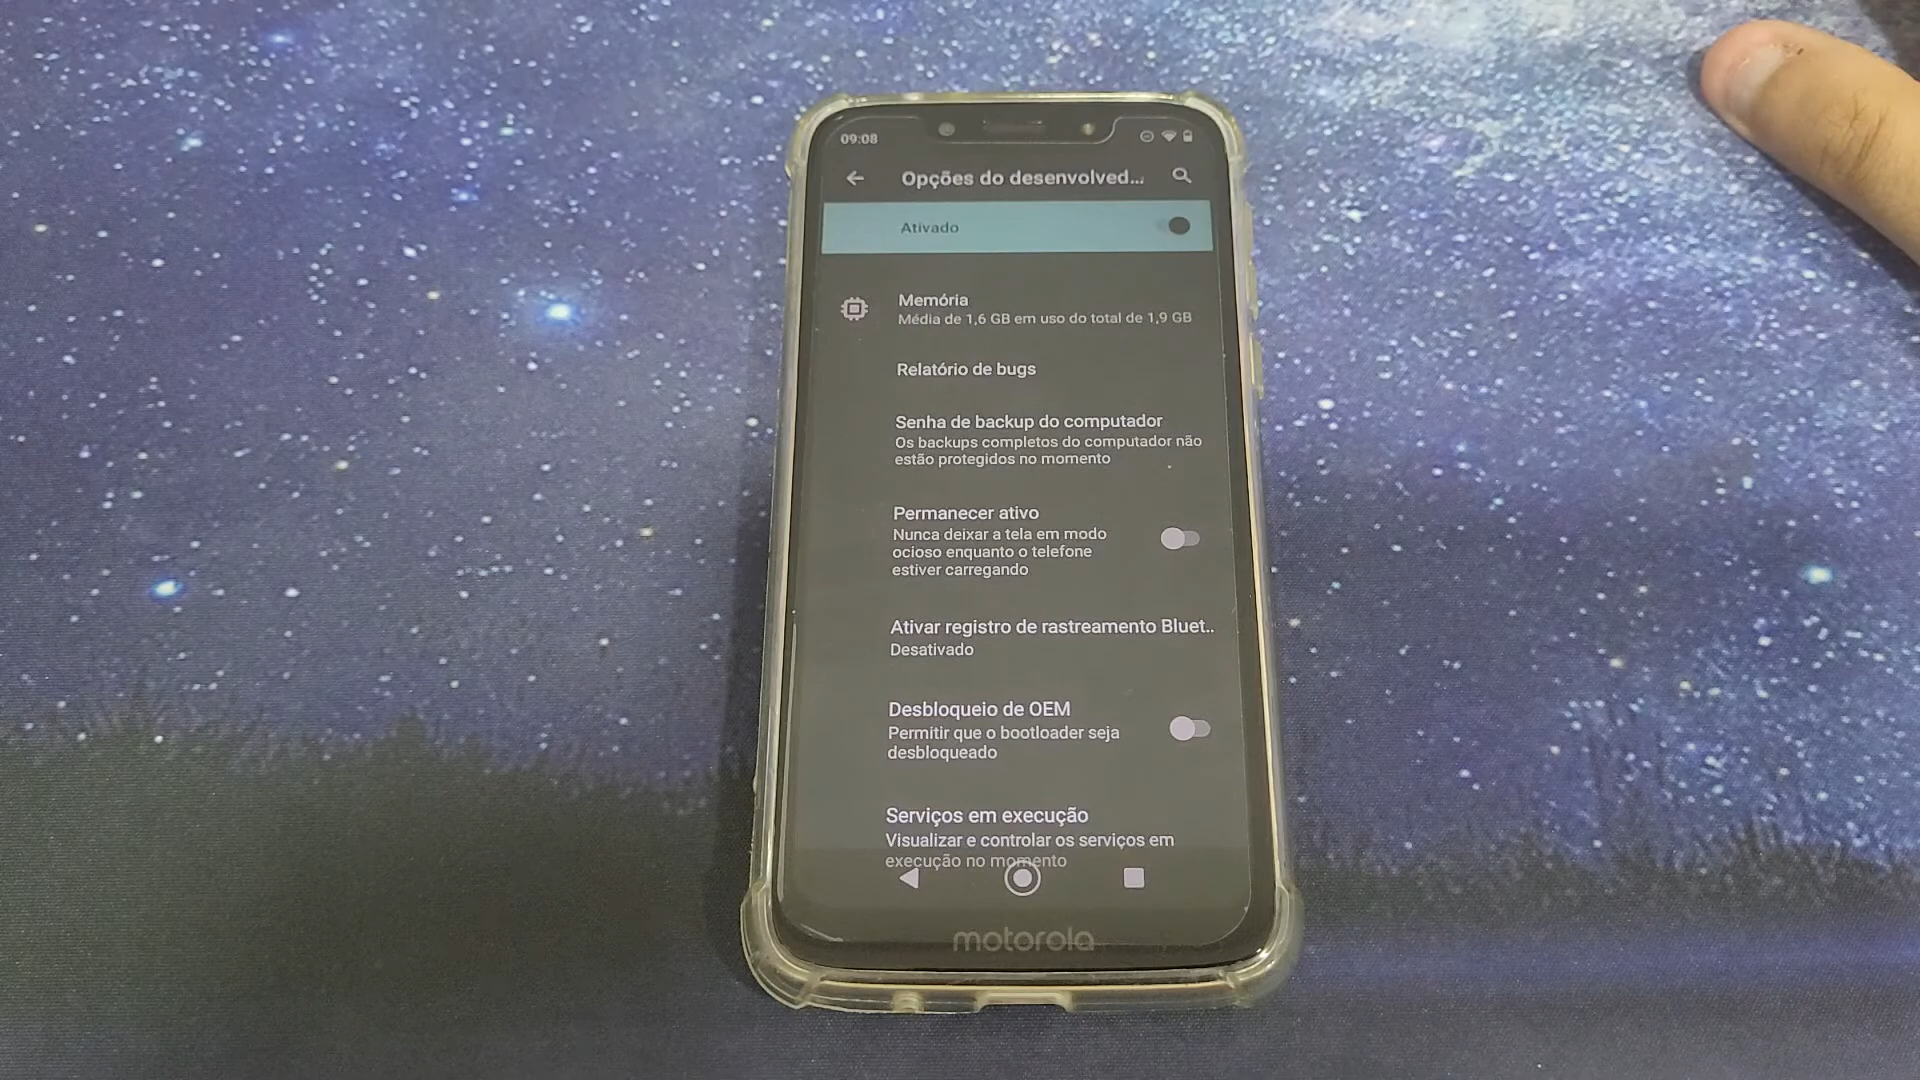 09:08
Opções do desenvolved...
Ativado
Memória
Média de 1,6 GB em uso do total de 1,9 GB
Relatório de bugs
Senha de backup do computador
Os backups completos do computador não
estão protegidos no momento
Permanecer ativo
Nunca deixar a tela em modo
ocioso enquanto o telefone
estiver carregando
Ativar registro de rastreamento Bluet..
Desativado
Desbloqueio de OEM
Permitir que o bootloader seja
desbloqueado
Serviços em execução
Visualizar e controlar os serviços em
execução no momento
motorola